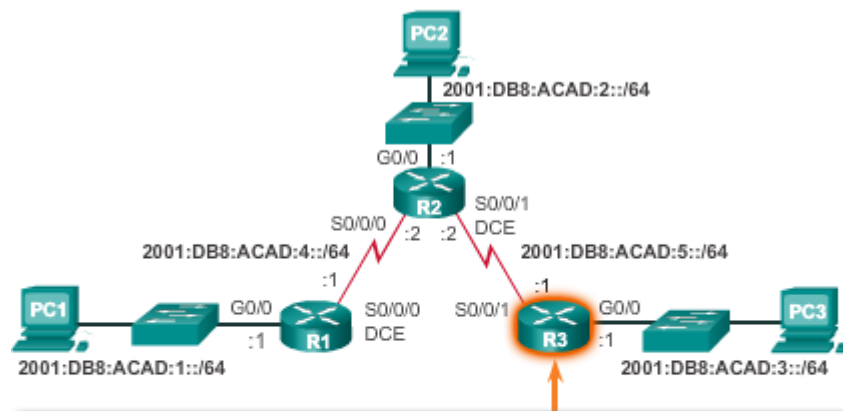 PC2
2001:DB8:ACAD:2::/64
G0/0 :1
R2
S0/0/1
DCE
S0/0/0
:2 :2
2001:DB8:ACAD:4::/64
2001:DB8:ACAD:5::/64
:1
:1
PC1
G0/0
:1
S0/0/0
DCE
R1
S0/0/1
R3
G0/0
:1
PC3
2001:DB8:ACAD:1::/64
2001:DB8:ACAD:3::/64